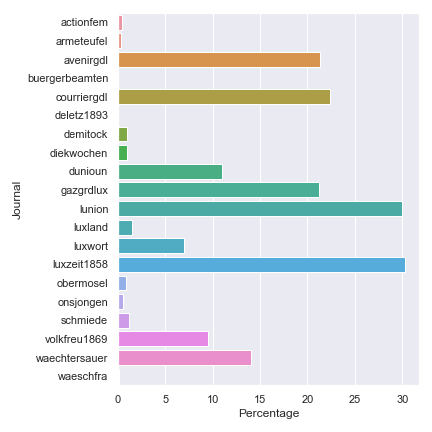 actionfem
armeteufel
avenirgdl
buergerbeamten
courriergdl
deletz1893
demitock
diekwochen
dunioun
gazgrdlux
lunion
luxland
luxwort
luxzeit1858
obermosel
onsjongen
schmiede
volkfreu1869
waechtersauer
waeschfra
Journal
0 5 10 15 20 25 30
Percentage